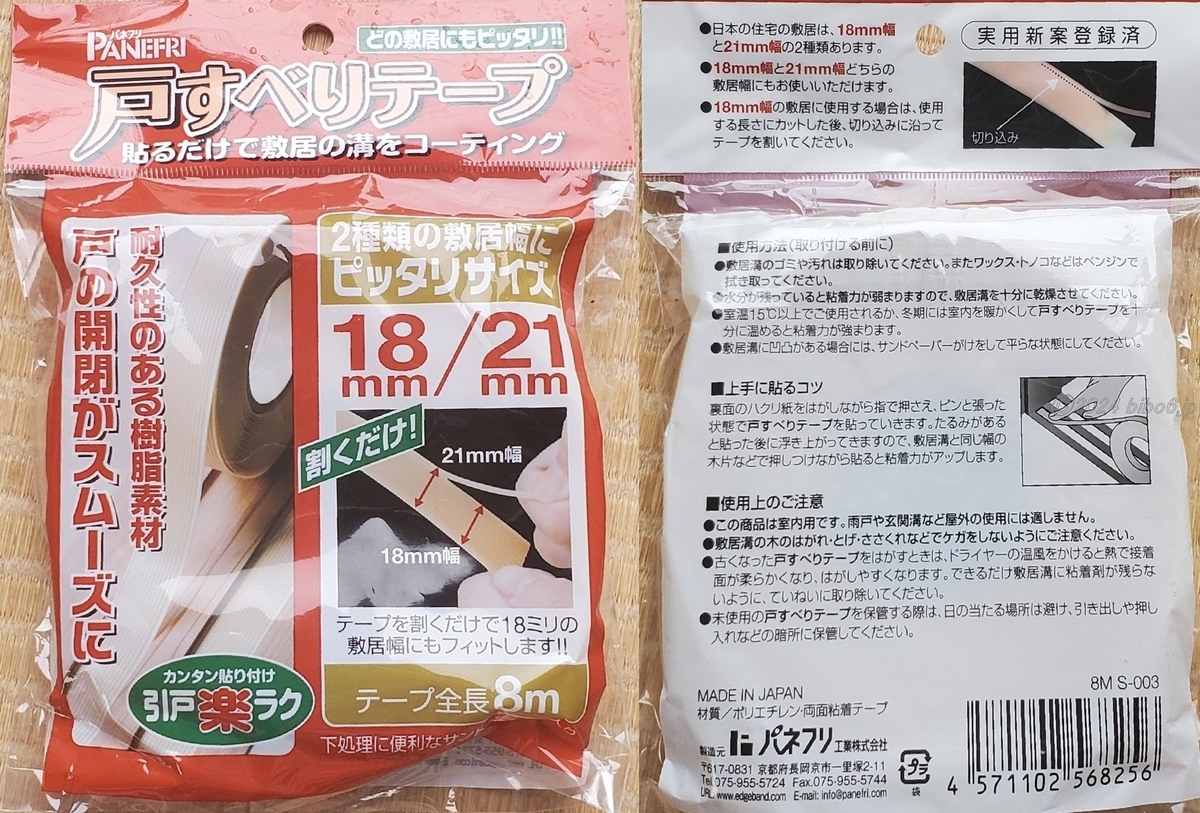 パネフリ
PANEFRI
どの敷居にもピッタリ!!
戸すべりテープ
貼るだけで敷居の溝をコーティング
耐久性のある樹脂素材
戸の開閉がスムーズに
2種類の敷居幅に
ピッタリサイズ
18mm/21mm
割くだけ!
21mm幅
18mm幅
テープを割くだけで18ミリの
敷居幅にもフィットします!!
カンタン貼り付け
引戸楽ラク
テープ全長8m
下処理に便利なサン
●日本の住宅の敷居は、18mm幅
と21mm幅の2種類あります。
●18mm幅と21mm幅どちらの
敷居幅にもお使いいただけます。
●18mm幅の敷居に使用する場合は、使用
する長さにカットした後、切り込みに沿って
テープを割いてください。
実用新案登録済
切り込み
■使用方法(取り付ける前に)
●敷居溝のゴミや汚れは取り除いてください。またワックス・トノコなどはベンジンで
拭き取ってください。
●水分が残っていると粘着力が弱まりますので、敷居溝を十分に乾燥させてください。
●室温15℃以上でご使用されるか、冬期には室内を暖かくして戸すべりテープを十
分に温めると粘着力が強まります。
●敷居溝に凹凸がある場合には、サンドペーパーがけをして平らな状態にしてください。
■上手に貼るコツ
裏面のハクリ紙をはがしながら指で押さえ、ピンと張った
状態で戸すべりテープを貼っていきます。たるみがある
と貼った後に浮き上がってきますので、敷居溝と同じ幅の
木片などで押しつけながら貼ると粘着力がアップします。
2024 bibo6.jp
■使用上のご注意
●この商品は室内用です。雨戸や玄関溝など屋外の使用には適しません。
●敷居溝の木のはがれ・とげ・ささくれなどでケガをしないようにご注意ください。
●古くなった戸すべりテープをはがすときは、ドライヤーの温風をかけると熱で接着
面が柔らかくなり、はがしやすくなります。できるだけ敷居溝に粘着剤が残らな
いように、ていねいに取り除いてください。
●未使用の戸すべりテープを保管する際は、日の当たる場所は避け、引き出しや押し
入れなどの暗所に保管してください。
8M S-003
MADE IN JAPAN
材質/ポリエチレン・両面粘着テープ
製造元 パネフリ工業株式会社
〒617-0831 京都府長岡京市一里塚2-11
Tel.075-955-5724 Fax.075-955-5744
URL. www.edgeband.com E-mail: info@panefri.com
プラ
袋
4 571102 568256